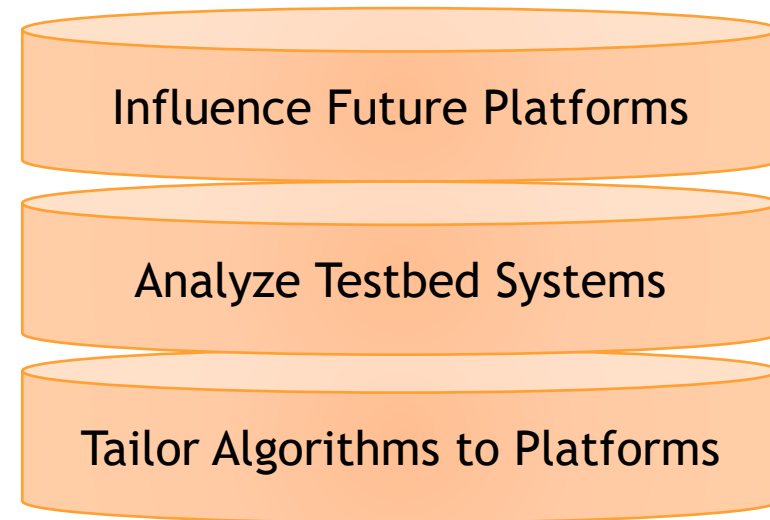 Influence Future Platforms
Analyze Testbed Systems
Tailor Algorithms to Platforms